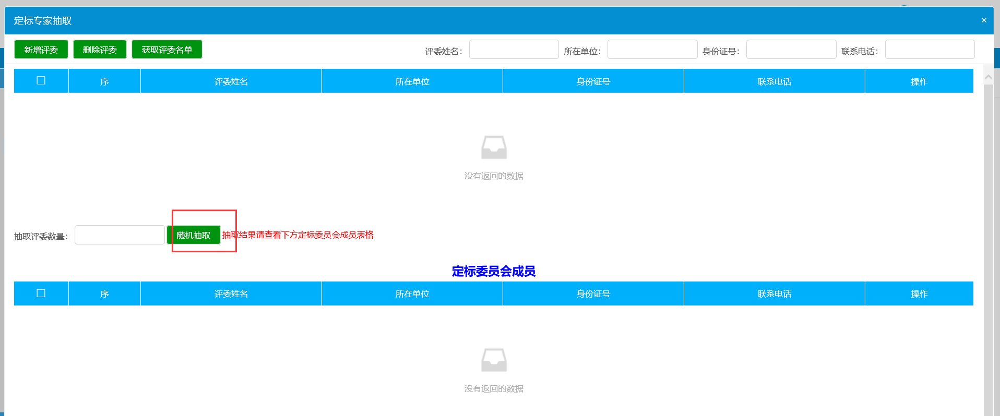 定标专家抽取 ×
新增评委 删除评委 获取评委名单 评委姓名: 所在单位: 身份证号: 联系电话:
序 评委姓名 所在单位 身份证号 联系电话 操作
没有返回的数据
抽取评委数量: 随机抽取 抽取结果请查看下方定标委员会成员表格
定标委员会成员
序 评委姓名 所在单位 身份证号 联系电话 操作
没有返回的数据